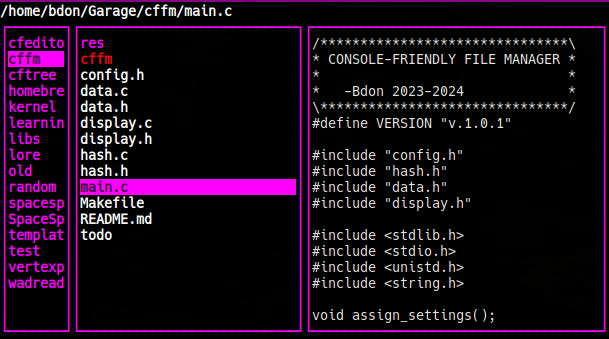 /home/bdon/Garage/cffm/main.c
cfedito
cffm
cftree
homebre
kernel
learnin
libs
lore
old
random
spacesp
SpaceSp
templat
test
vertexp
wadread
res
cffm
config.h
data.c
data.h
display.c
display.h
hash.c
hash.h
main.c
Makefile
README.md
todo
/*******************************\
* CONSOLE-FRIENDLY FILE MANAGER *
*                               *
*   -Bdon 2023-2024             *
\*******************************/
#define VERSION "v.1.0.1"
#include "config.h"
#include "hash.h"
#include "data.h"
#include "display.h"
#include <stdlib.h>
#include <stdio.h>
#include <unistd.h>
#include <string.h>
void assign_settings();